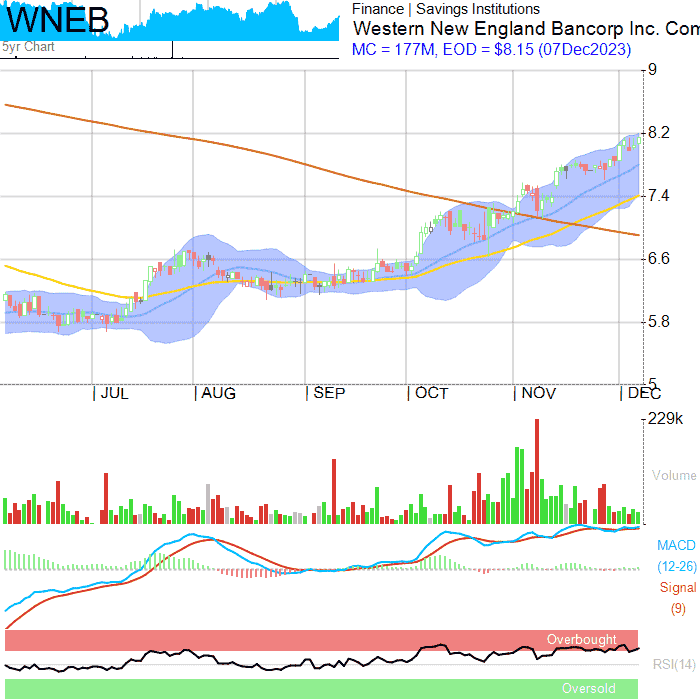 WNEB
5yr Chart
Finance | Savings Institutions
Western New England Bancorp Inc. Com
MC = 177M, EOD = $8.15 (07Dec2023)
9
8.2
7.4
6.6
5.8
5
JUL AUG SEP OCT NOV DEC
229k
Volume
MACD
(12-26)
Signal
(9)
Overbought
RSI(14)
Oversold